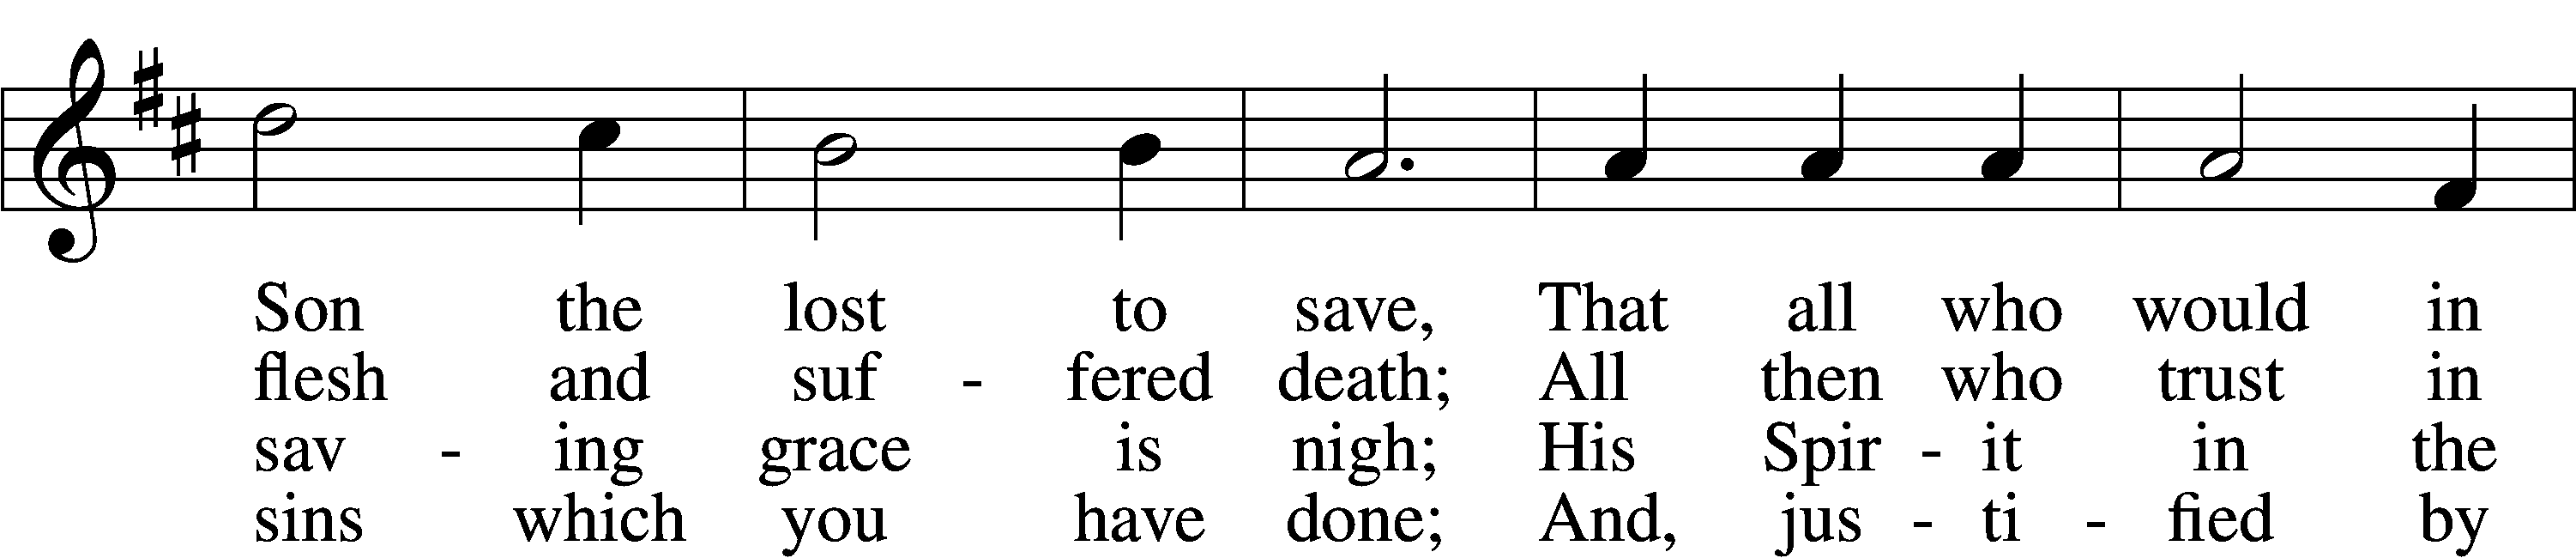 Son the lost to save, That all who would in
flesh and suf - fered death; All then who trust in
sav - ing grace is nigh; His Spir - it in the
sins which you have done; And, jus - ti - fied by